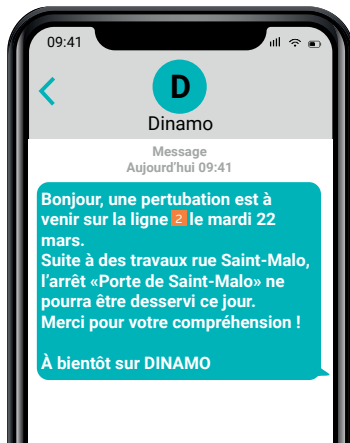 09:41
D
Dinamo
Message
Aujourd'hui 09:41
Bonjour, une pertubation est à
venir sur la ligne 2 le mardi 22
mars.
Suite à des travaux rue Saint-Malo,
l'arrêt «Porte de Saint-Malo» ne
pourra être desservi ce jour.
Merci pour votre compréhension !
À bientôt sur DINAMO